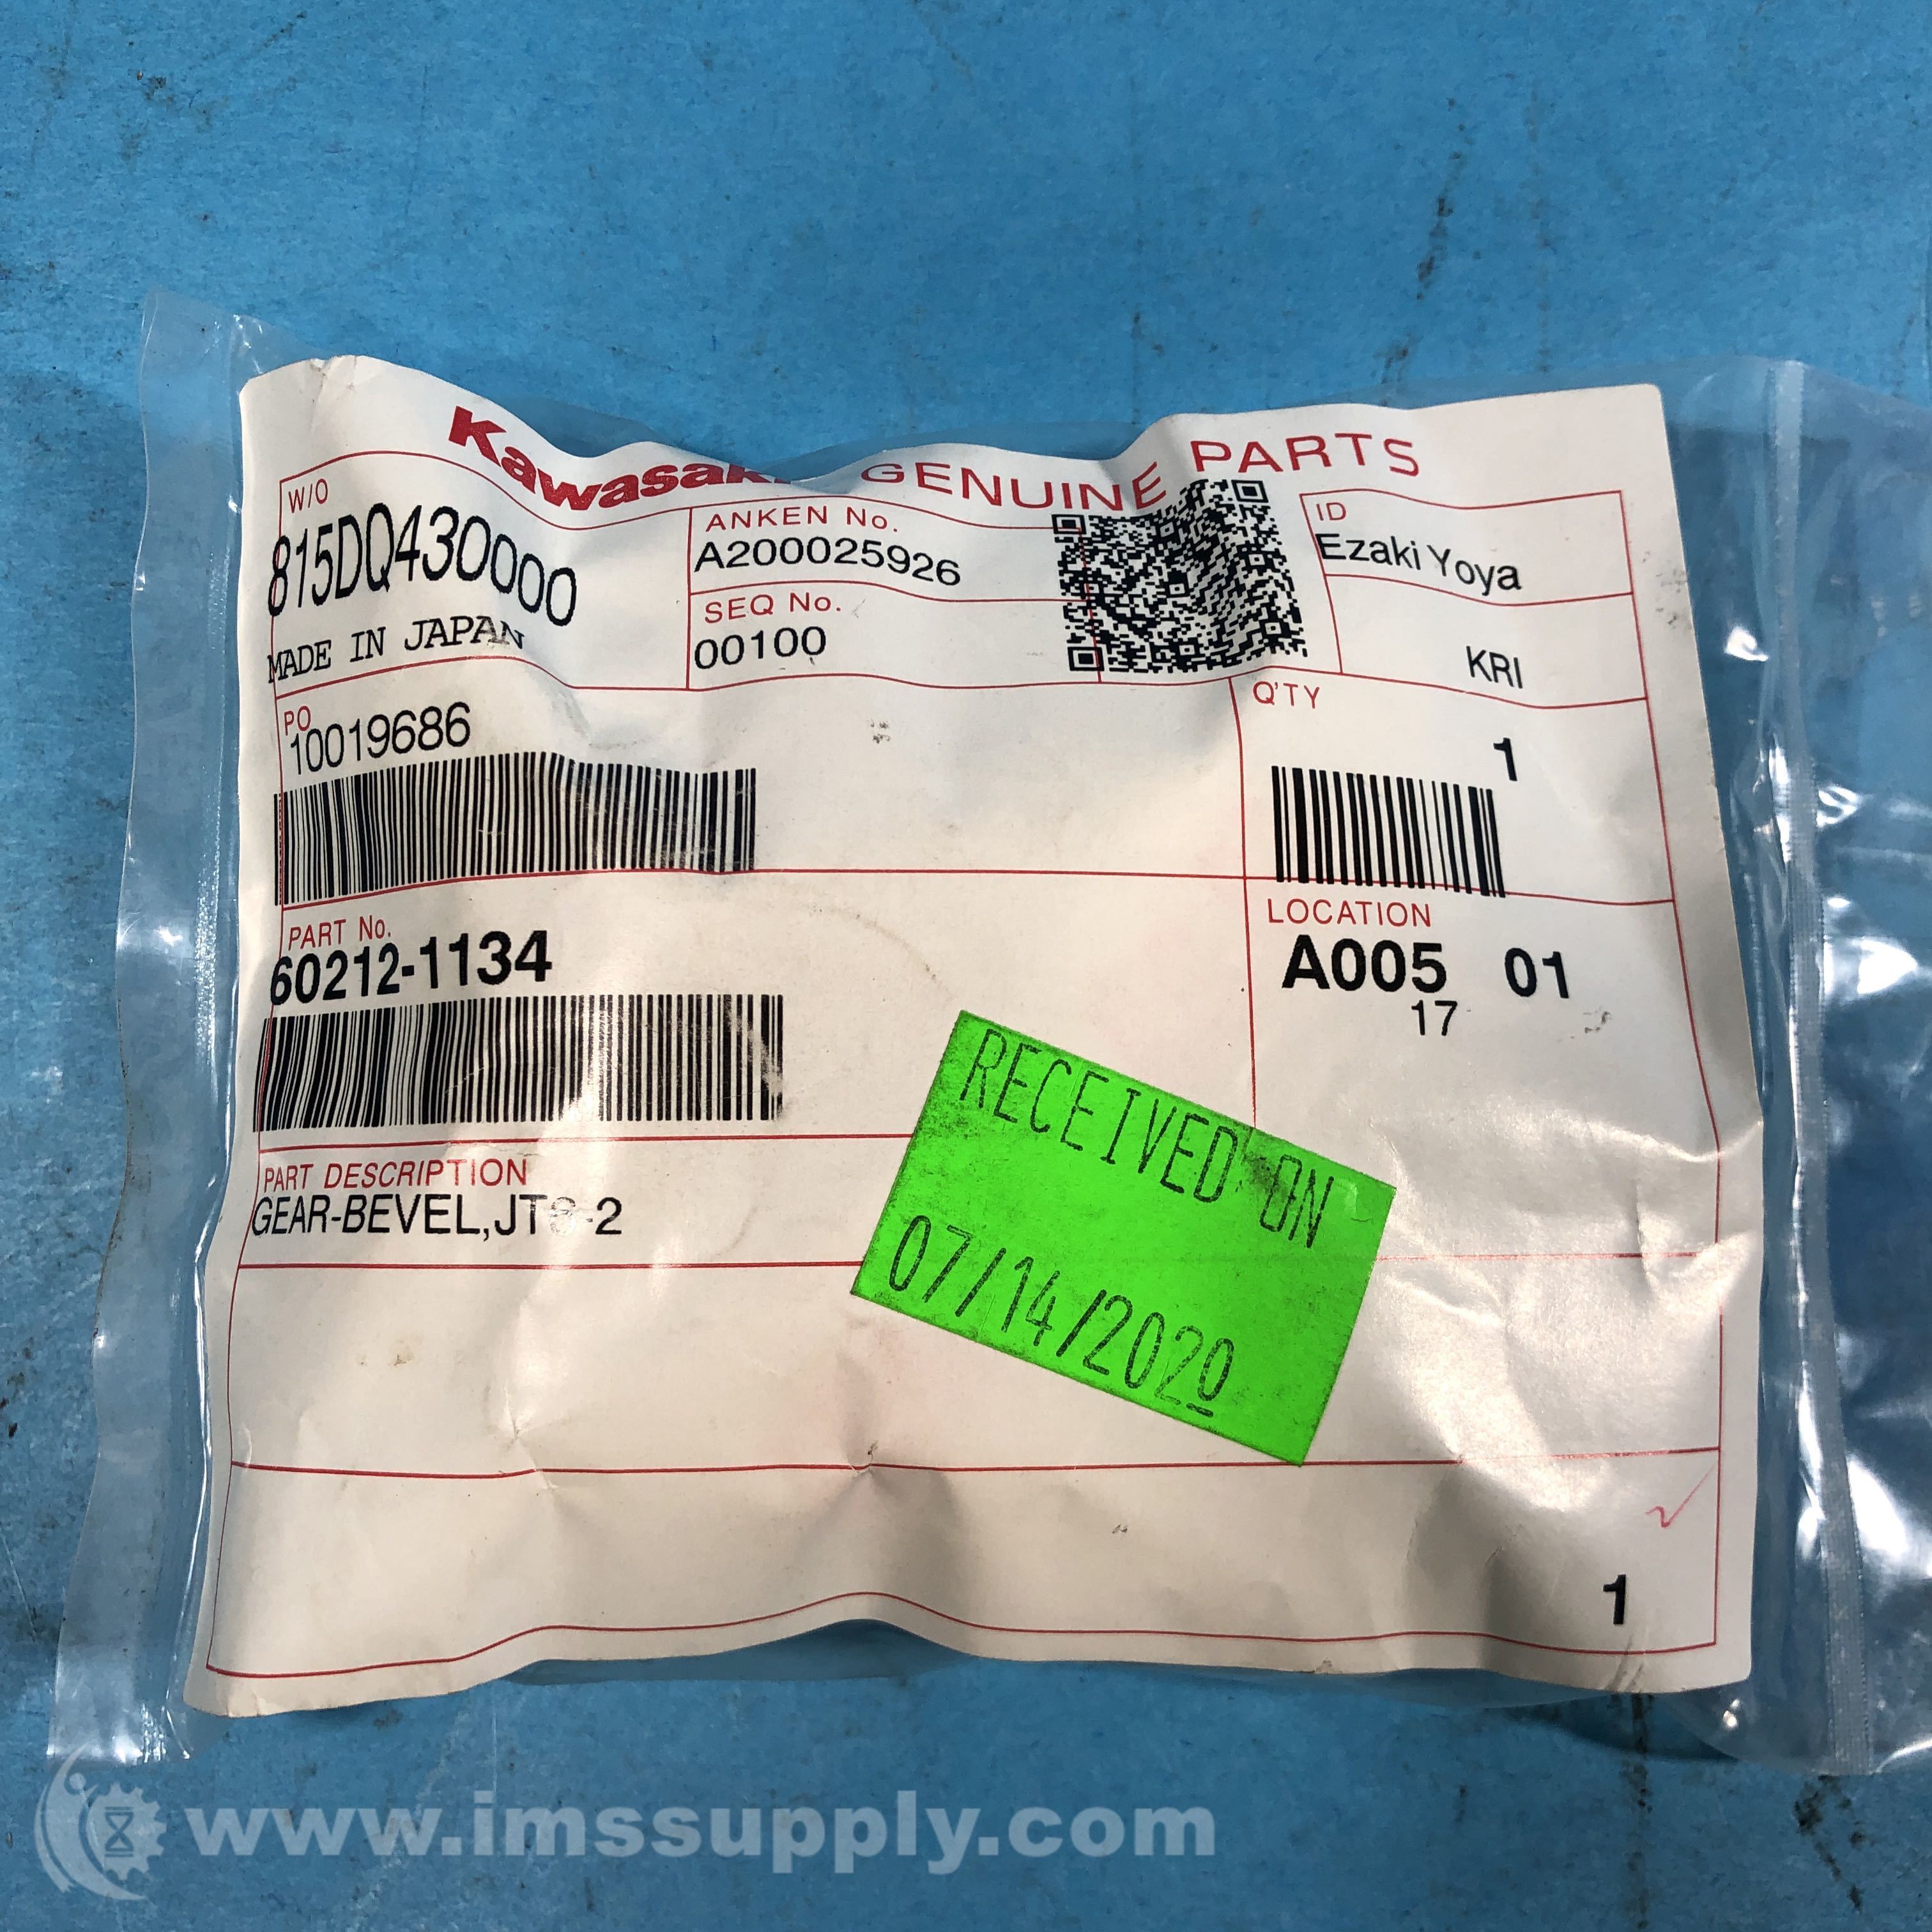 Kawasaki GENUINE PARTS
W/O
815DQ430000
MADE IN JAPAN
ANKEN No.
A200025926
SEQ No.
00100
ID
Ezaki Yoya
KRI
PO
10019686
Q'TY
1
PART No.
60212-1134
LOCATION
A005 01
17
PART DESCRIPTION
GEAR-BEVEL,
RECEIVED ON
07/14/2020
1
www.imssupply.com